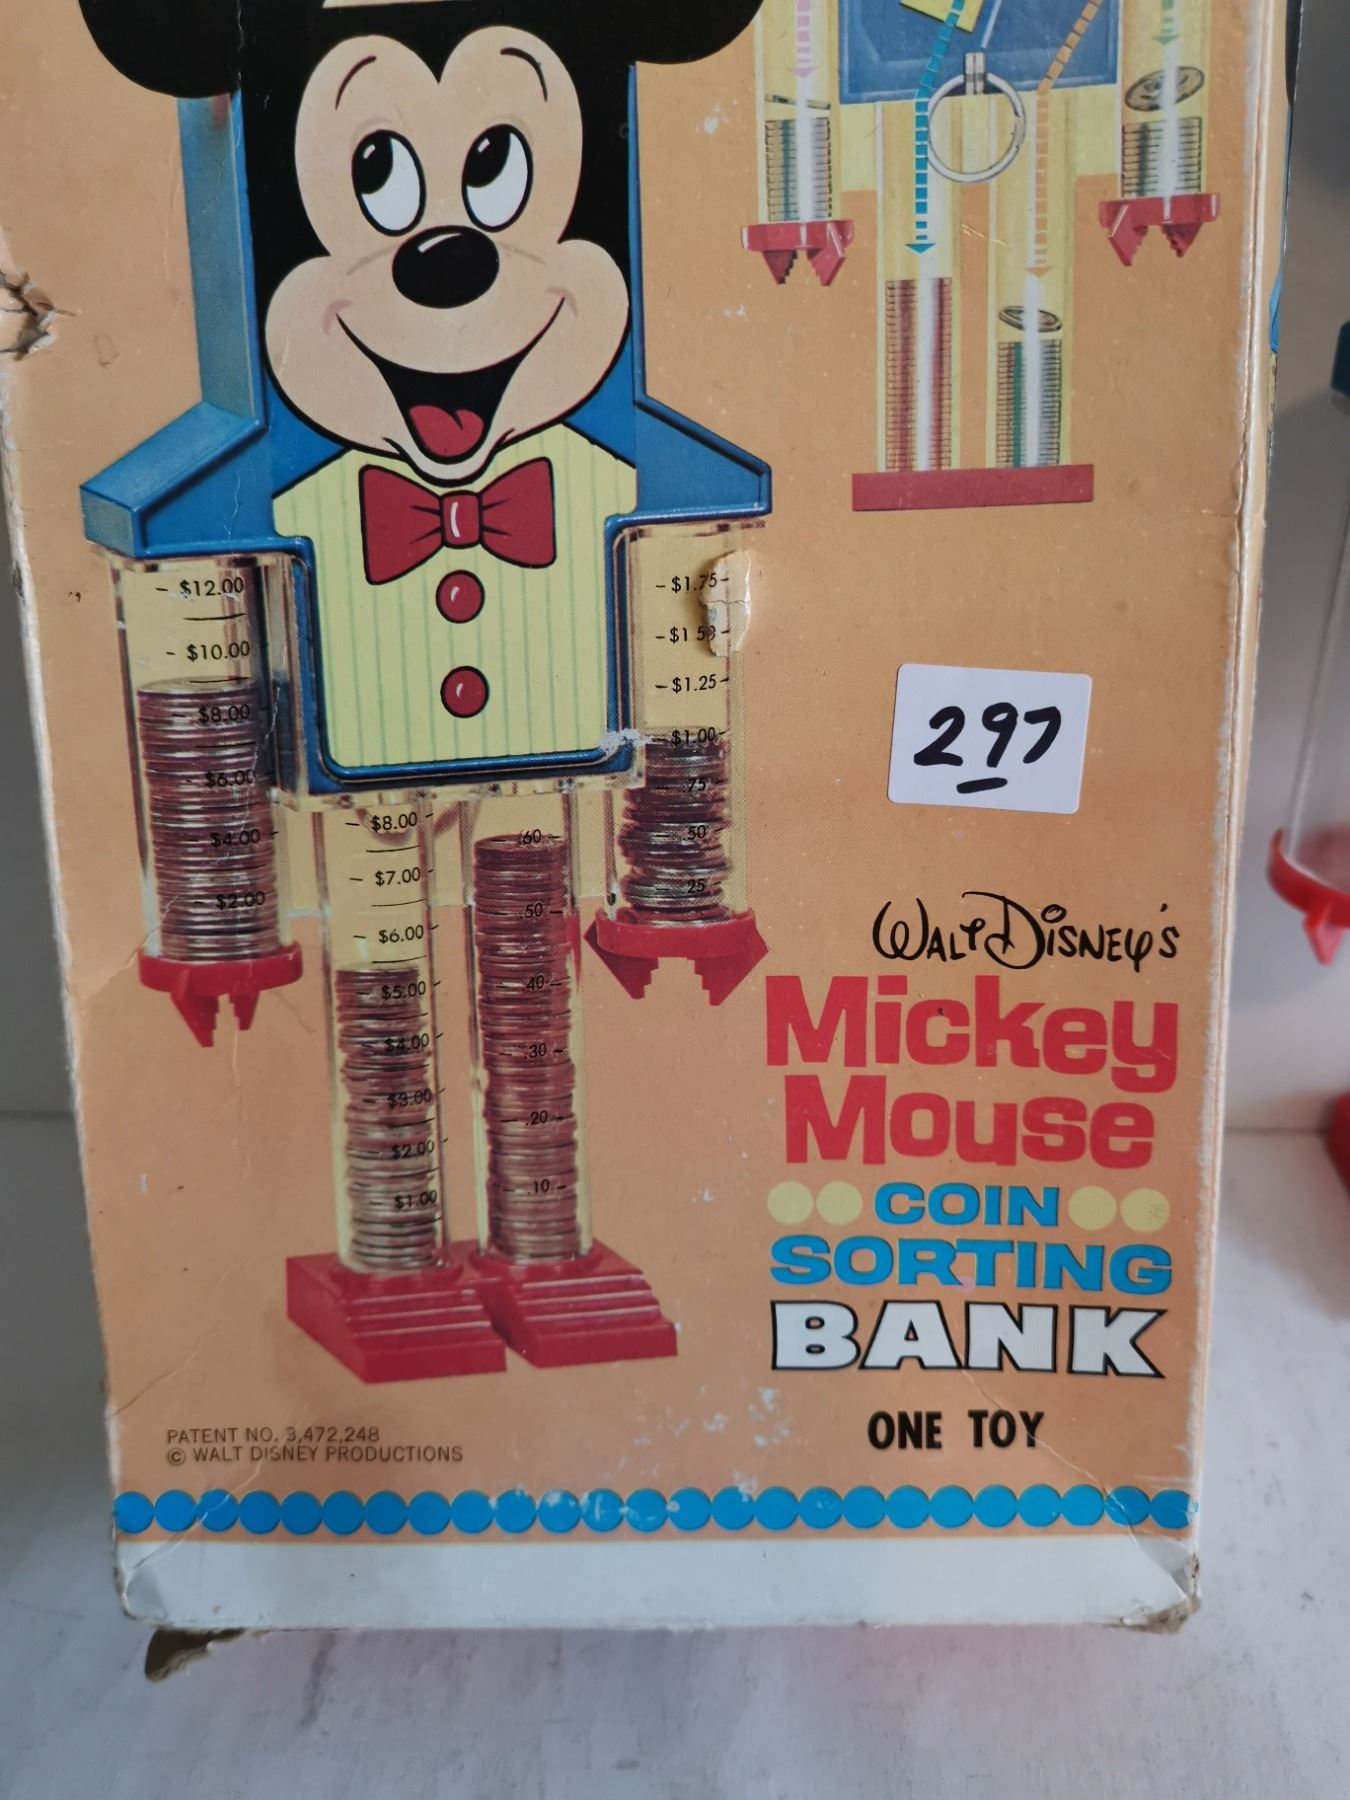 - $12.00
- $10.00
- $8.00
- $6.00
- $4.00
- $2.00
- $1.75 -
- $1 5 -
- $1.25 -
- $1.00 -
75 -
50 -
25 -
- $8.00 -
- $7.00 -
- $6.00 -
- $5.00 -
- $4.00 -
- $3.00 -
- $2.00 -
- $1.00 -
- .60 -
- .50 -
- .40 -
- .30 -
- .20 -
- .10 -
297
WALT DISNEY'S
Mickey
Mouse
COIN
SORTING
BANK
ONE TOY
PATENT NO. 3,472,248
© WALT DISNEY PRODUCTIONS